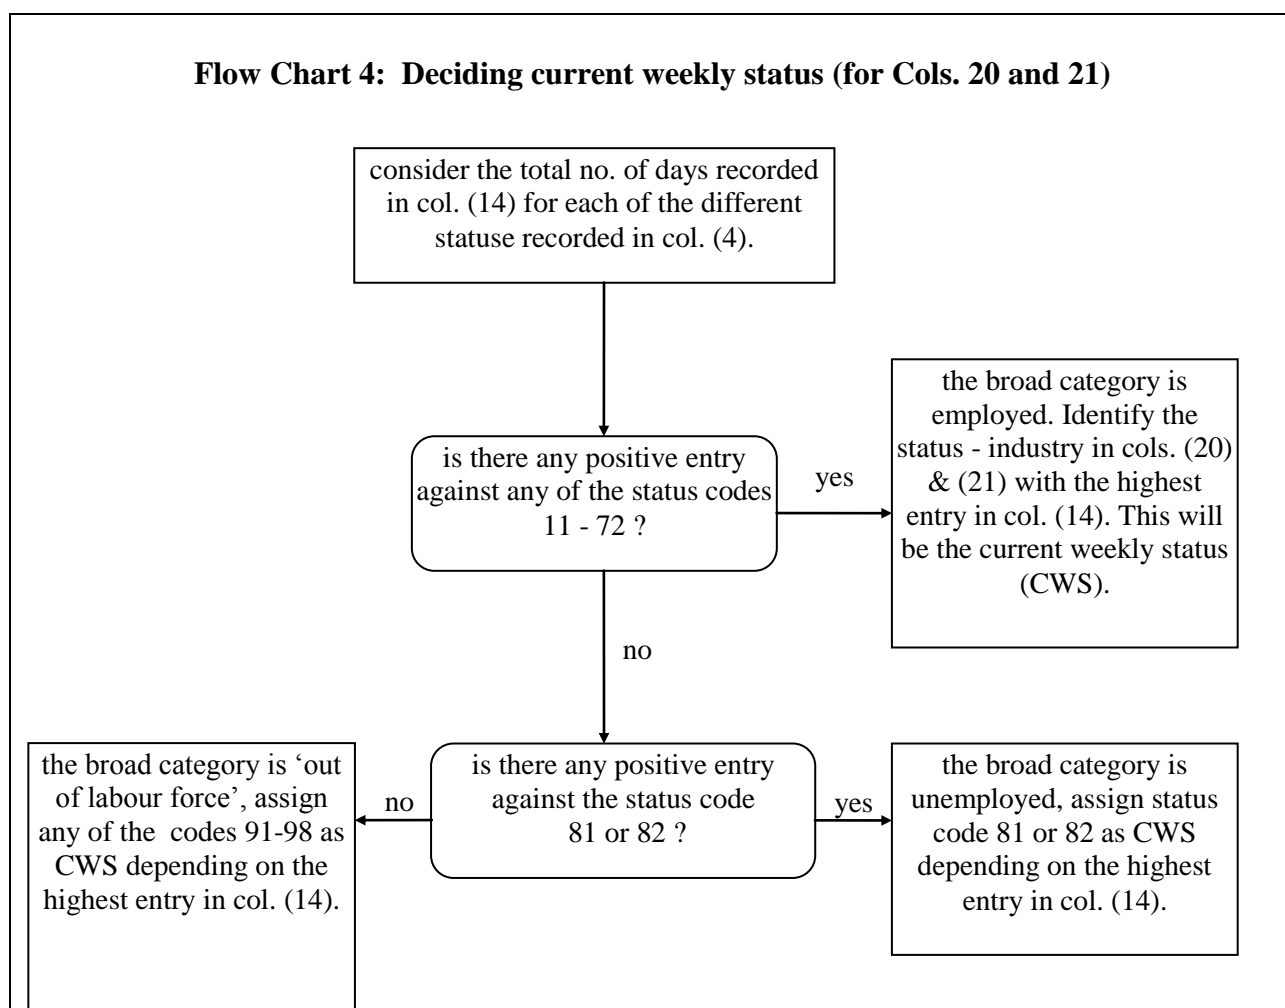 Flow Chart 4:  Deciding current weekly status (for Cols. 20 and 21)
consider the total no. of days recorded
in col. (14) for each of the different
statuse recorded in col. (4).
the broad category is
employed. Identify the
status - industry in cols. (20)
& (21) with the highest
entry in col. (14). This will
be the current weekly status
(CWS).
is there any positive entry
against any of the status codes
11 - 72 ?
yes
no
the broad category is ‘out
of labour force’, assign
any of the  codes 91-98 as
CWS depending on the
highest entry in col. (14).
no
is there any positive entry
against the status code
81 or 82 ?
yes
the broad category is
unemployed, assign status
code 81 or 82 as CWS
depending on the highest
entry in col. (14).